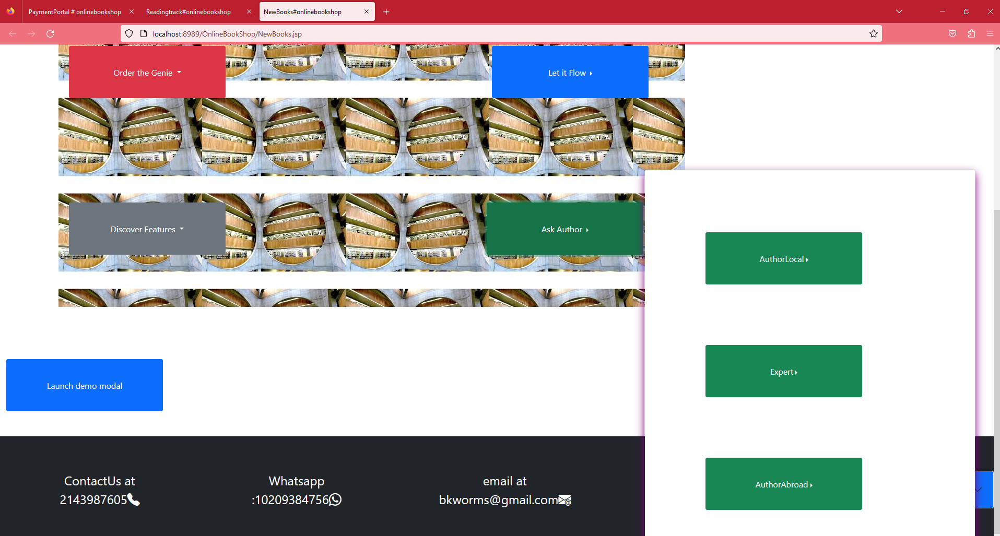 PaymentPortal # onlinebookshop
Readingtrack#onlinebookshop
NewBooks#onlinebookshop
localhost:8989/OnlineBookShop/NewBooks.jsp
Order the Genie
Let it Flow
Discover Features
Ask Author
AuthorLocal
Expert
Launch demo modal
AuthorAbroad
ContactUs at
2143987605
Whatsapp
:10209384756
email at
bkworms@gmail.com